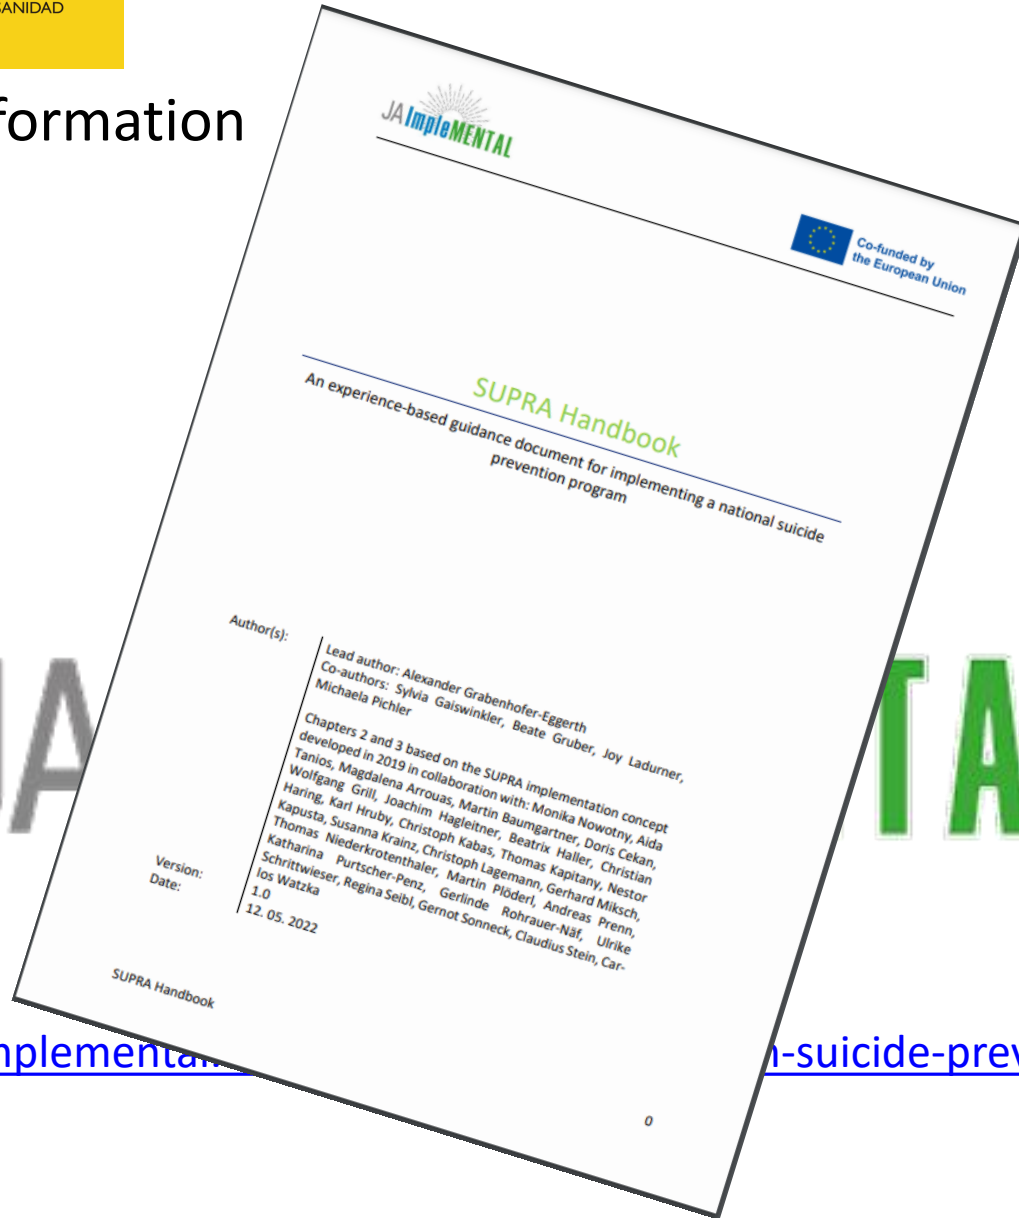 SANIDAD
formation
JA ImpleMENTAL
Co-funded by
the European Union
SUPRA Handbook
An experience-based guidance document for implementing a national suicide
prevention program
Author(s):
Lead author: Alexander Grabenhofer-Eggerth
Co-authors: Sylvia Gaiswinkler, Beate Gruber, Joy Ladurner,
Michaela Pichler
Chapters 2 and 3 based on the SUPRA implementation concept
developed in 2019 in collaboration with: Monika Nowotny, Aida
Tanios, Magdalena Arrouas, Martin Baumgartner, Doris Cekan,
Wolfgang Grill, Joachim Hagleitner, Beatrix Haller, Christian
Haring, Karl Hruby, Christoph Kabas, Thomas Kapitany, Nestor
Kapusta, Susanna Krainz, Christoph Lagemann, Gerhard Miksch,
Thomas Niederkrotenthaler, Martin Plöderl, Andreas Prenn,
Katharina Purtscher-Penz, Gerlinde Rohrauer-Näf, Ulrike
Schrittwieser, Regina Seibl, Gernot Sonneck, Claudius Stein, Car-
los Watzka
Version: 1.0
Date: 12. 05. 2022
SUPRA Handbook
0
JA TA
mplemental n-suicide-prev